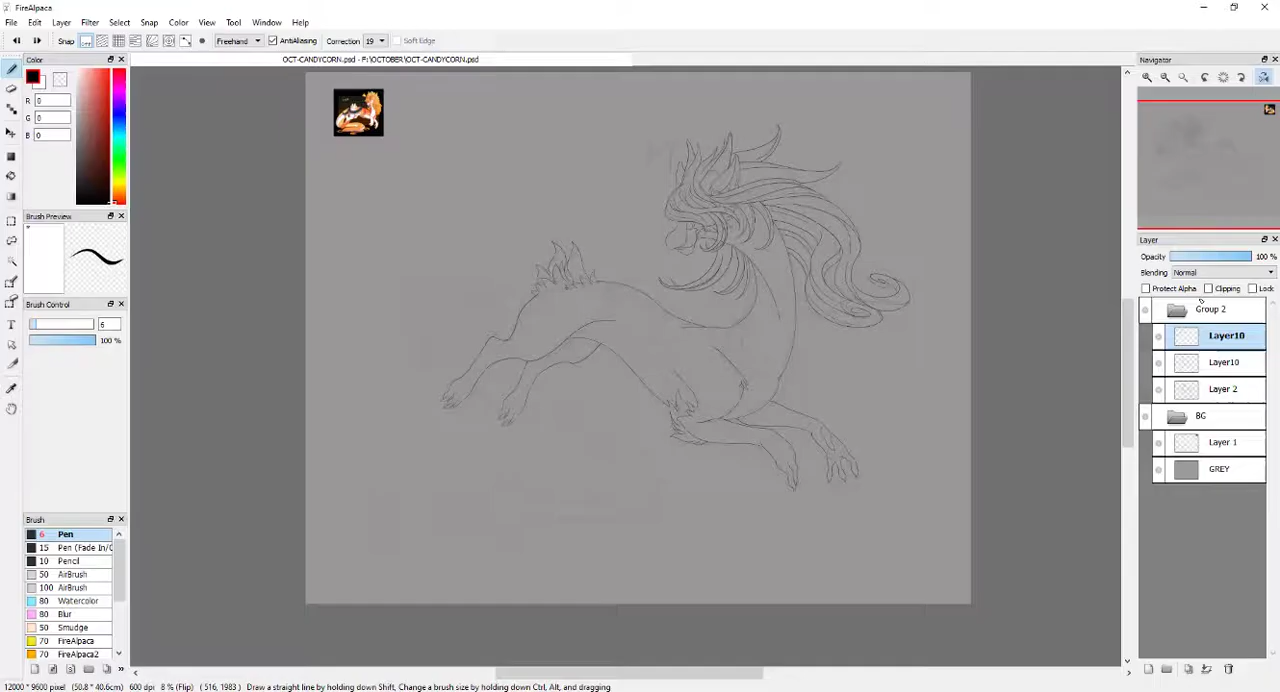 FireAlpaca
File Edit Layer Filter Select Snap Color View Tool Window Help
Snap Freehand AntiAliasing Correction 19 Soft Edge
Color
OCT-CANDYCORN.psd - F:\OCTOBER\OCT-CANDYCORN.psd
Navigator
R 0
G 0
B 0
Brush Preview
Layer
Opacity 100 %
Blending Normal
Protect Alpha Clipping Lock
Brush Control
Group 2
6
100 %
Layer10
Layer10
Layer 2
BG
Layer 1
GREY
Brush
6 Pen
15 Pen (Fade In/
10 Pencil
50 AirBrush
100 AirBrush
80 Watercolor
80 Blur
50 Smudge
70 FireAlpaca
70 FireAlpaca2
12000 * 9600 pixel (50.8 * 40.6cm) 600 dpi 8 % (Flip) ( 516, 1983 ) Draw a straight line by holding down Shift, Change a brush size by holding down Ctrl, Alt, and dragging